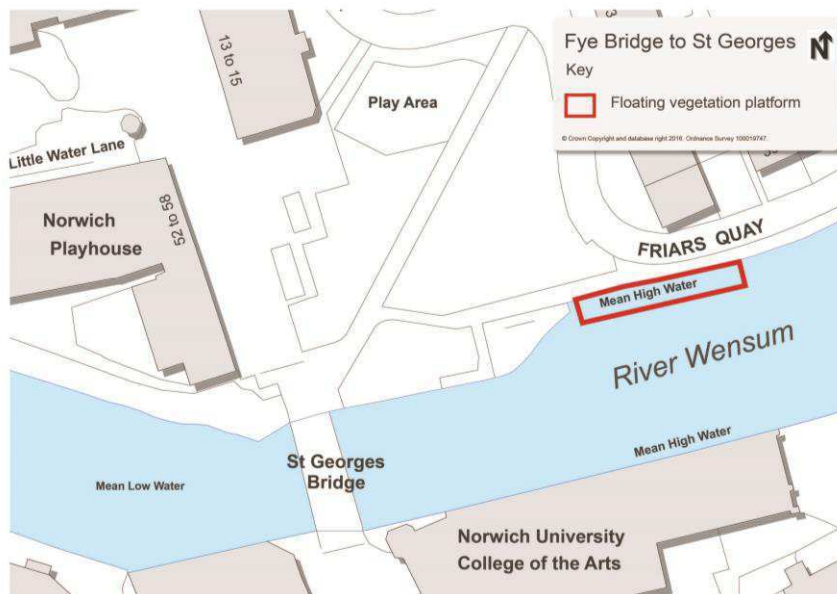 13 to 15
Play Area
Fye Bridge to St Georges
N
Key
Floating vegetation platform
© Crown Copyright and database right 2016. Ordnance Survey 100019747.
Little Water Lane
Norwich
Playhouse
52 to 58
FRIARS QUAY
Mean High Water
River Wensum
Mean High Water
St Georges
Bridge
Mean Low Water
Norwich University
College of the Arts